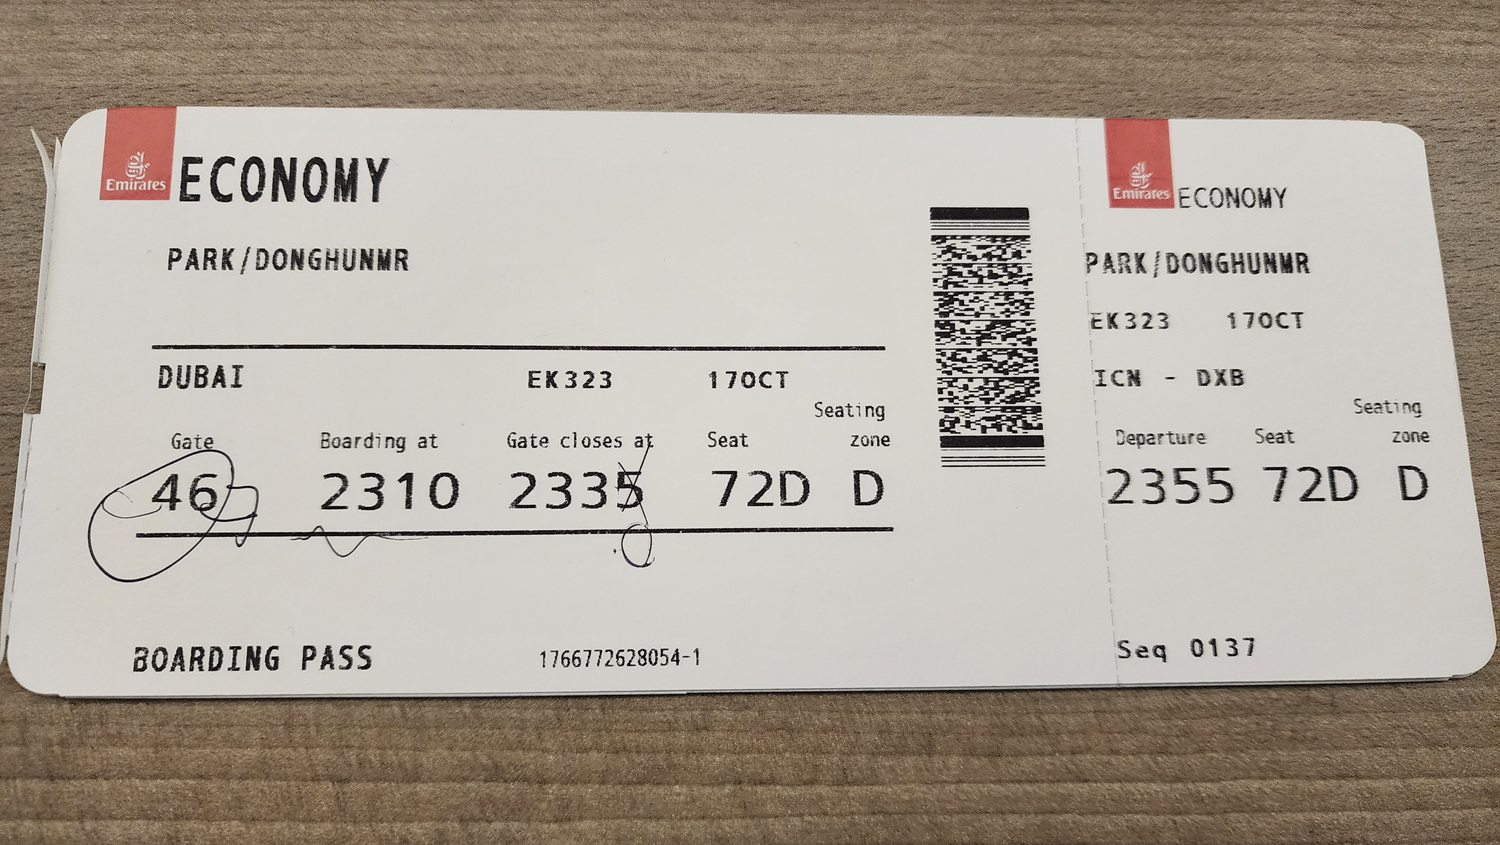 Emirates ECONOMY
PARK/DONGHUNMR
DUBAI EK323 17OCT
Gate Boarding at Gate closes at Seat Seating zone
46 2310 2335 72D D
0
BOARDING PASS 1766772628054-1
Emirates ECONOMY
PARK/DONGHUNMR
EK323 17OCT
ICN - DXB
Departure Seat Seating zone
2355 72D D
Seq 0137